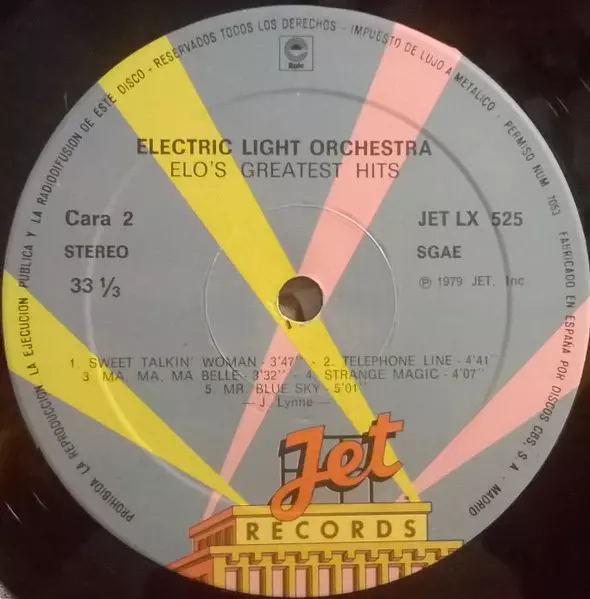 PROHIBIDA LA REPRODUCCION LA EJECUCION PUBLICA Y LA RADIODIFUSION DE ESTE DISCO - RESERVADOS TODOS LOS DERECHOS - IMPUESTO DE LUJO A METALICO - PERMISO NUM. 7053
FABRICADO EN ESPAÑA POR DISCOS CBS, S. A - MADRID
Epic
ELECTRIC LIGHT ORCHESTRA
ELO'S GREATEST HITS
Cara 2
JET LX 525
STEREO
SGAE
33 1/3
℗ 1979 JET, Inc
1. SWEET TALKIN' WOMAN - 3'47" - 2. TELEPHONE LINE - 4'41"
3. MA, MA, MA BELLE - 3'32" - 4. STRANGE MAGIC - 4'07"
5. MR. BLUE SKY - 5'01"
— J. Lynne —
Jet
RECORDS